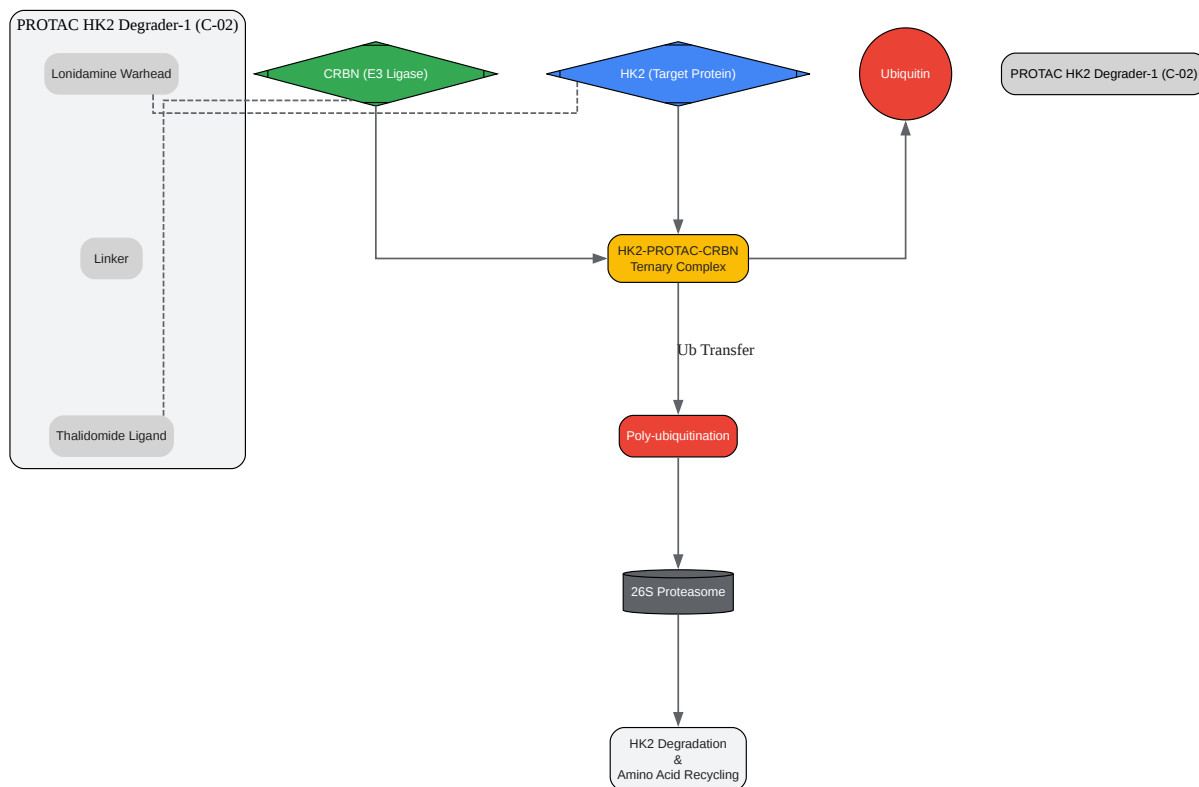 PROTAC HK2 Degrader-1 (C-02)
Lonidamine Warhead
CRBN (E3 Ligase)
HK2 (Target Protein)
Ubiquitin
PROTAC HK2 Degrader-1 (C-02)
Linker
HK2-PROTAC-CRBN
Ternary Complex
Ub Transfer
Thalidomide Ligand
Poly-ubiquitination
26S Proteasome
HK2 Degradation
&
Amino Acid Recycling